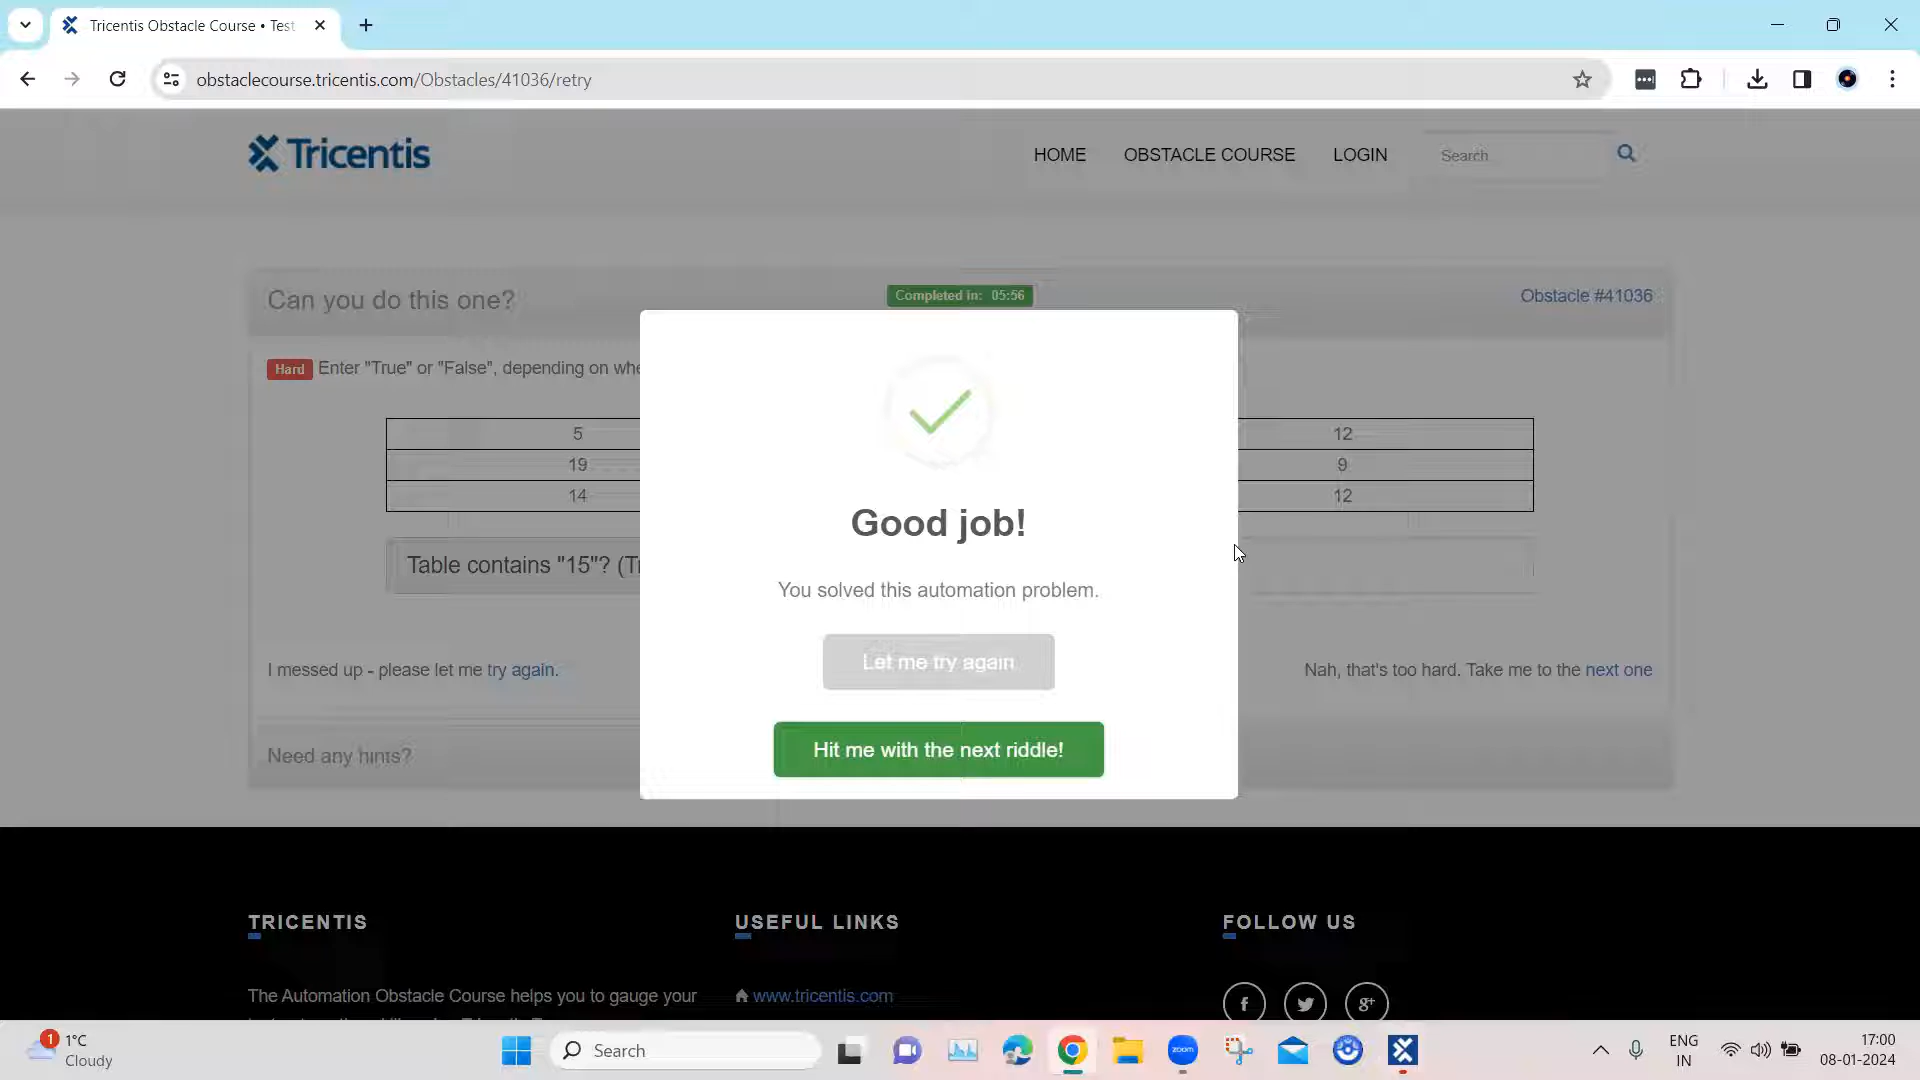 Tricentis Obstacle Course • Test
obstaclecourse.tricentis.com/Obstacles/41036/retry
Tricentis
HOME OBSTACLE COURSE LOGIN Search
Can you do this one?
Completed in: 05:56
Obstacle #41036
Hard Enter "True" or "False", depending on whe
5 12
19 9
14 12
Table contains "15"? (Tr
Good job!
You solved this automation problem.
Let me try again
Hit me with the next riddle!
I messed up - please let me try again.
Nah, that's too hard. Take me to the next one
Need any hints?
TRICENTIS
USEFUL LINKS
FOLLOW US
The Automation Obstacle Course helps you to gauge your
www.tricentis.com
f g+
1
1°C
Cloudy
Search
zoom
ENG
IN
17:00
08-01-2024